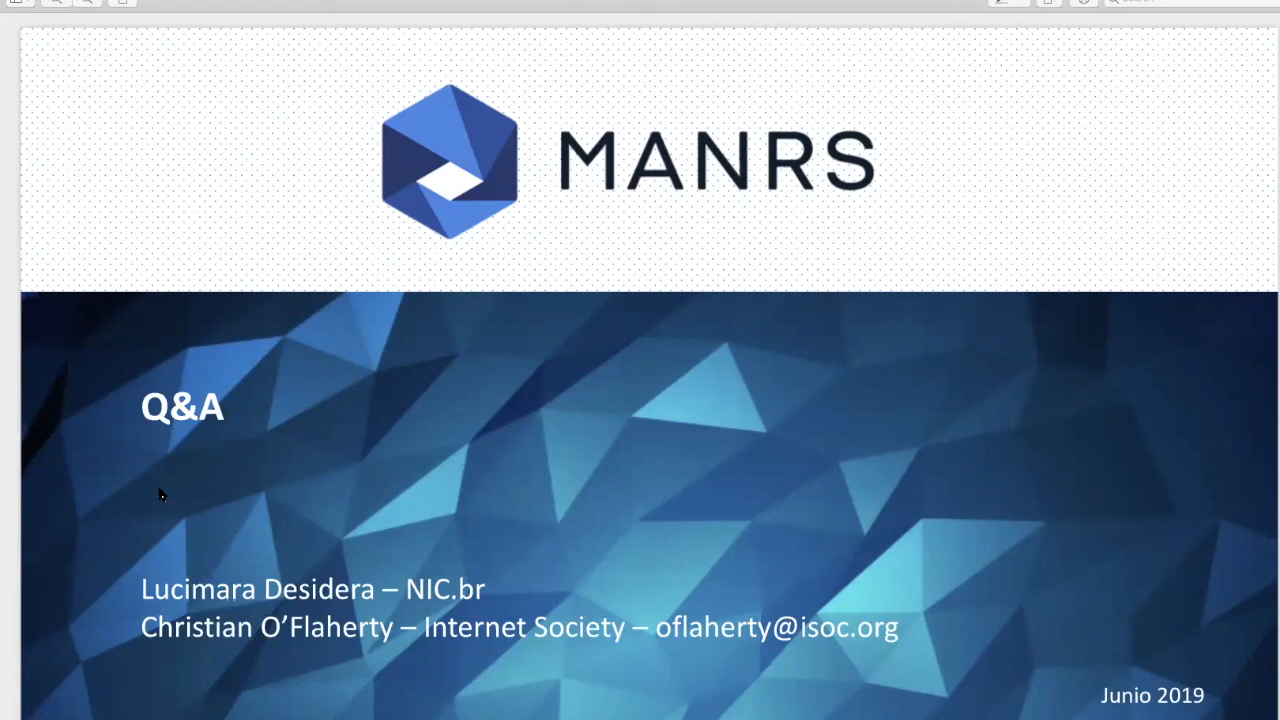 MANRS
Q&A
Lucimara Desidera – NIC.br
Christian O’Flaherty – Internet Society – oflaherty@isoc.org
Junio 2019